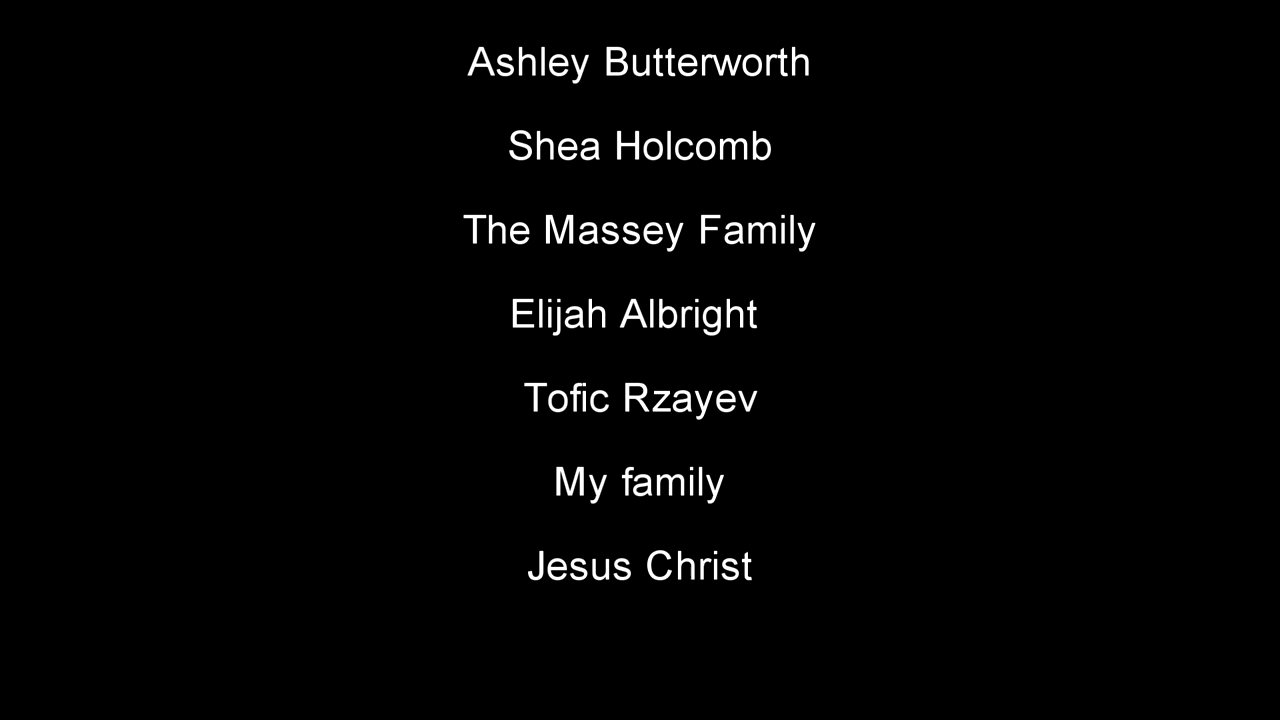 Ashley Butterworth
Shea Holcomb
The Massey Family
Elijah Albright
Tofic Rzayev
My family
Jesus Christ